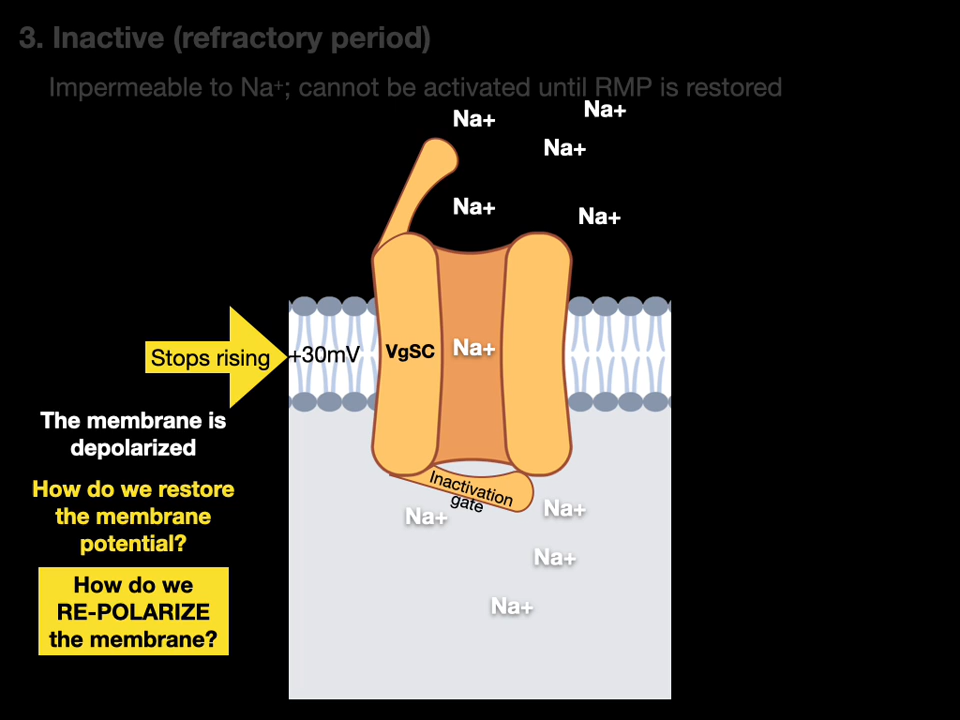 3. Inactive (refractory period)
Impermeable to Na⁺; cannot be activated until RMP is restored
Na+
Na+
Na+
Na+
Na+
Stops rising
+30mV
VgSC
Na+
The membrane is
depolarized
How do we restore
the membrane
potential?
How do we
RE-POLARIZE
the membrane?
Inactivation
gate
Na+
Na+
Na+
Na+